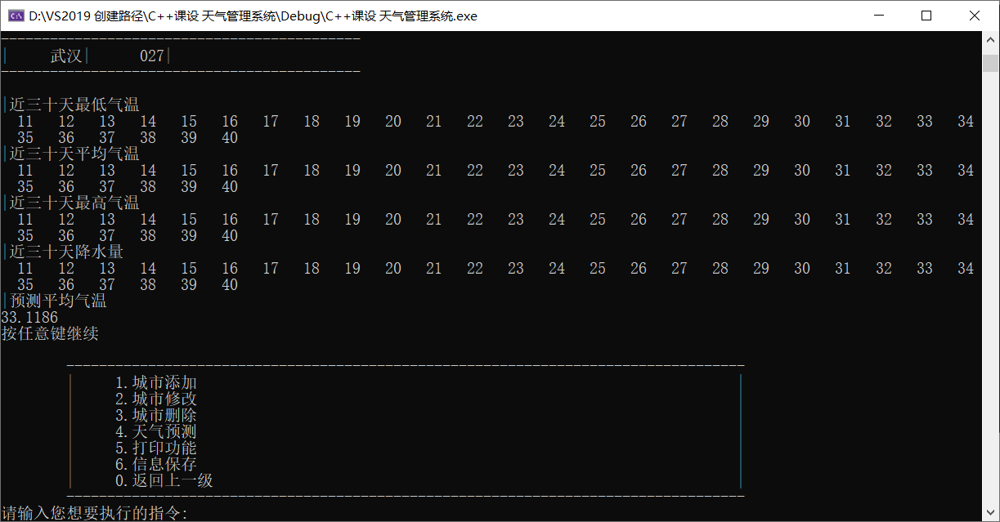 D:\VS2019 创建路径\C++课设 天气管理系统\Debug\C++课设 天气管理系统.exe
--------------------------------------------
|     武汉|      027|
--------------------------------------------
|近三十天最低气温
11 12 13 14 15 16 17 18 19 20 21 22 23 24 25 26 27 28 29 30 31 32 33 34
35 36 37 38 39 40
|近三十天平均气温
11 12 13 14 15 16 17 18 19 20 21 22 23 24 25 26 27 28 29 30 31 32 33 34
35 36 37 38 39 40
|近三十天最高气温
11 12 13 14 15 16 17 18 19 20 21 22 23 24 25 26 27 28 29 30 31 32 33 34
35 36 37 38 39 40
|近三十天降水量
11 12 13 14 15 16 17 18 19 20 21 22 23 24 25 26 27 28 29 30 31 32 33 34
35 36 37 38 39 40
|预测平均气温
33.1186
按任意键继续
-----------------------------------------------------------------------------------
| 1.城市添加 |
| 2.城市修改 |
| 3.城市删除 |
| 4.天气预测 |
| 5.打印功能 |
| 6.信息保存 |
| 0.返回上一级 |
-----------------------------------------------------------------------------------
请输入您想要执行的指令: